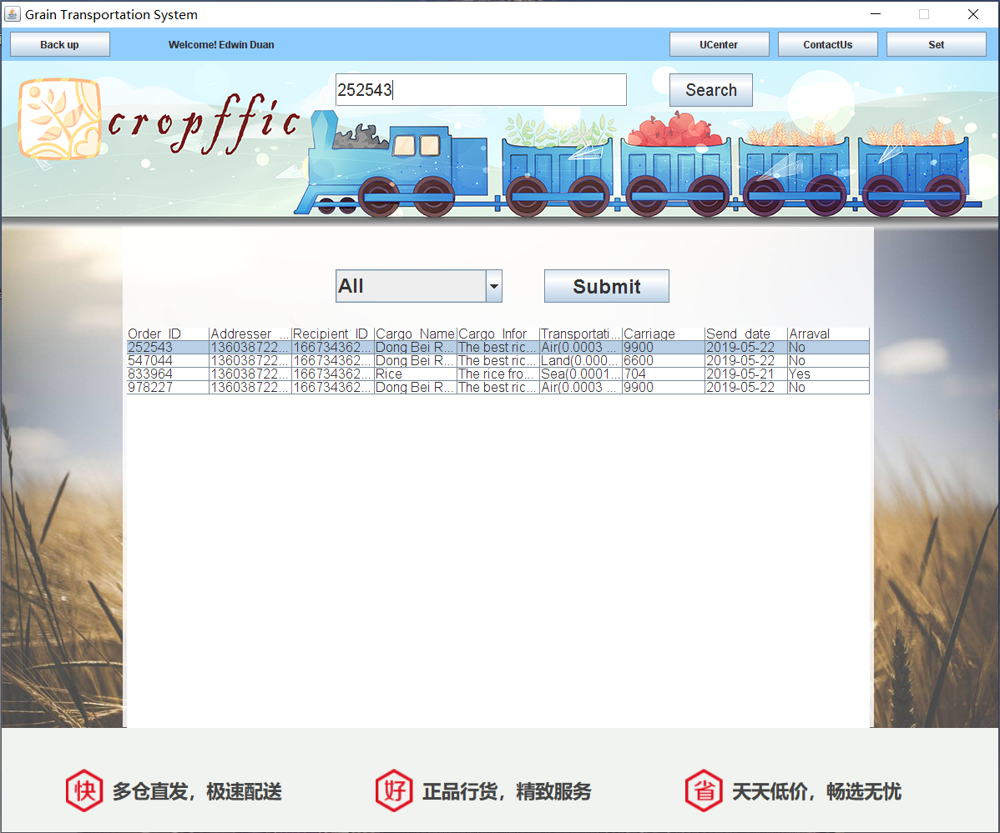 Grain Transportation System
Back up Welcome! Edwin Duan UCenter ContactUs Set
252543 Search
cropffic
All Submit
Order_ID Addresser_... Recipient_ID Cargo_Name Cargo_Infor Transportati... Carriage Send_date Arraval
252543 136038722... 166734362... Dong Bei R... The best ric... Air(0.0003 ... 9900 2019-05-22 No
547044 136038722... 166734362... Dong Bei R... The best ric... Land(0.000... 6600 2019-05-22 No
833964 136038722... 166734362... Rice The rice fro... Sea(0.0001... 704 2019-05-21 Yes
978227 136038722... 166734362... Dong Bei R... The best ric... Air(0.0003 ... 9900 2019-05-22 No
快 多仓直发，极速配送 好 正品行货，精致服务 省 天天低价，畅选无忧